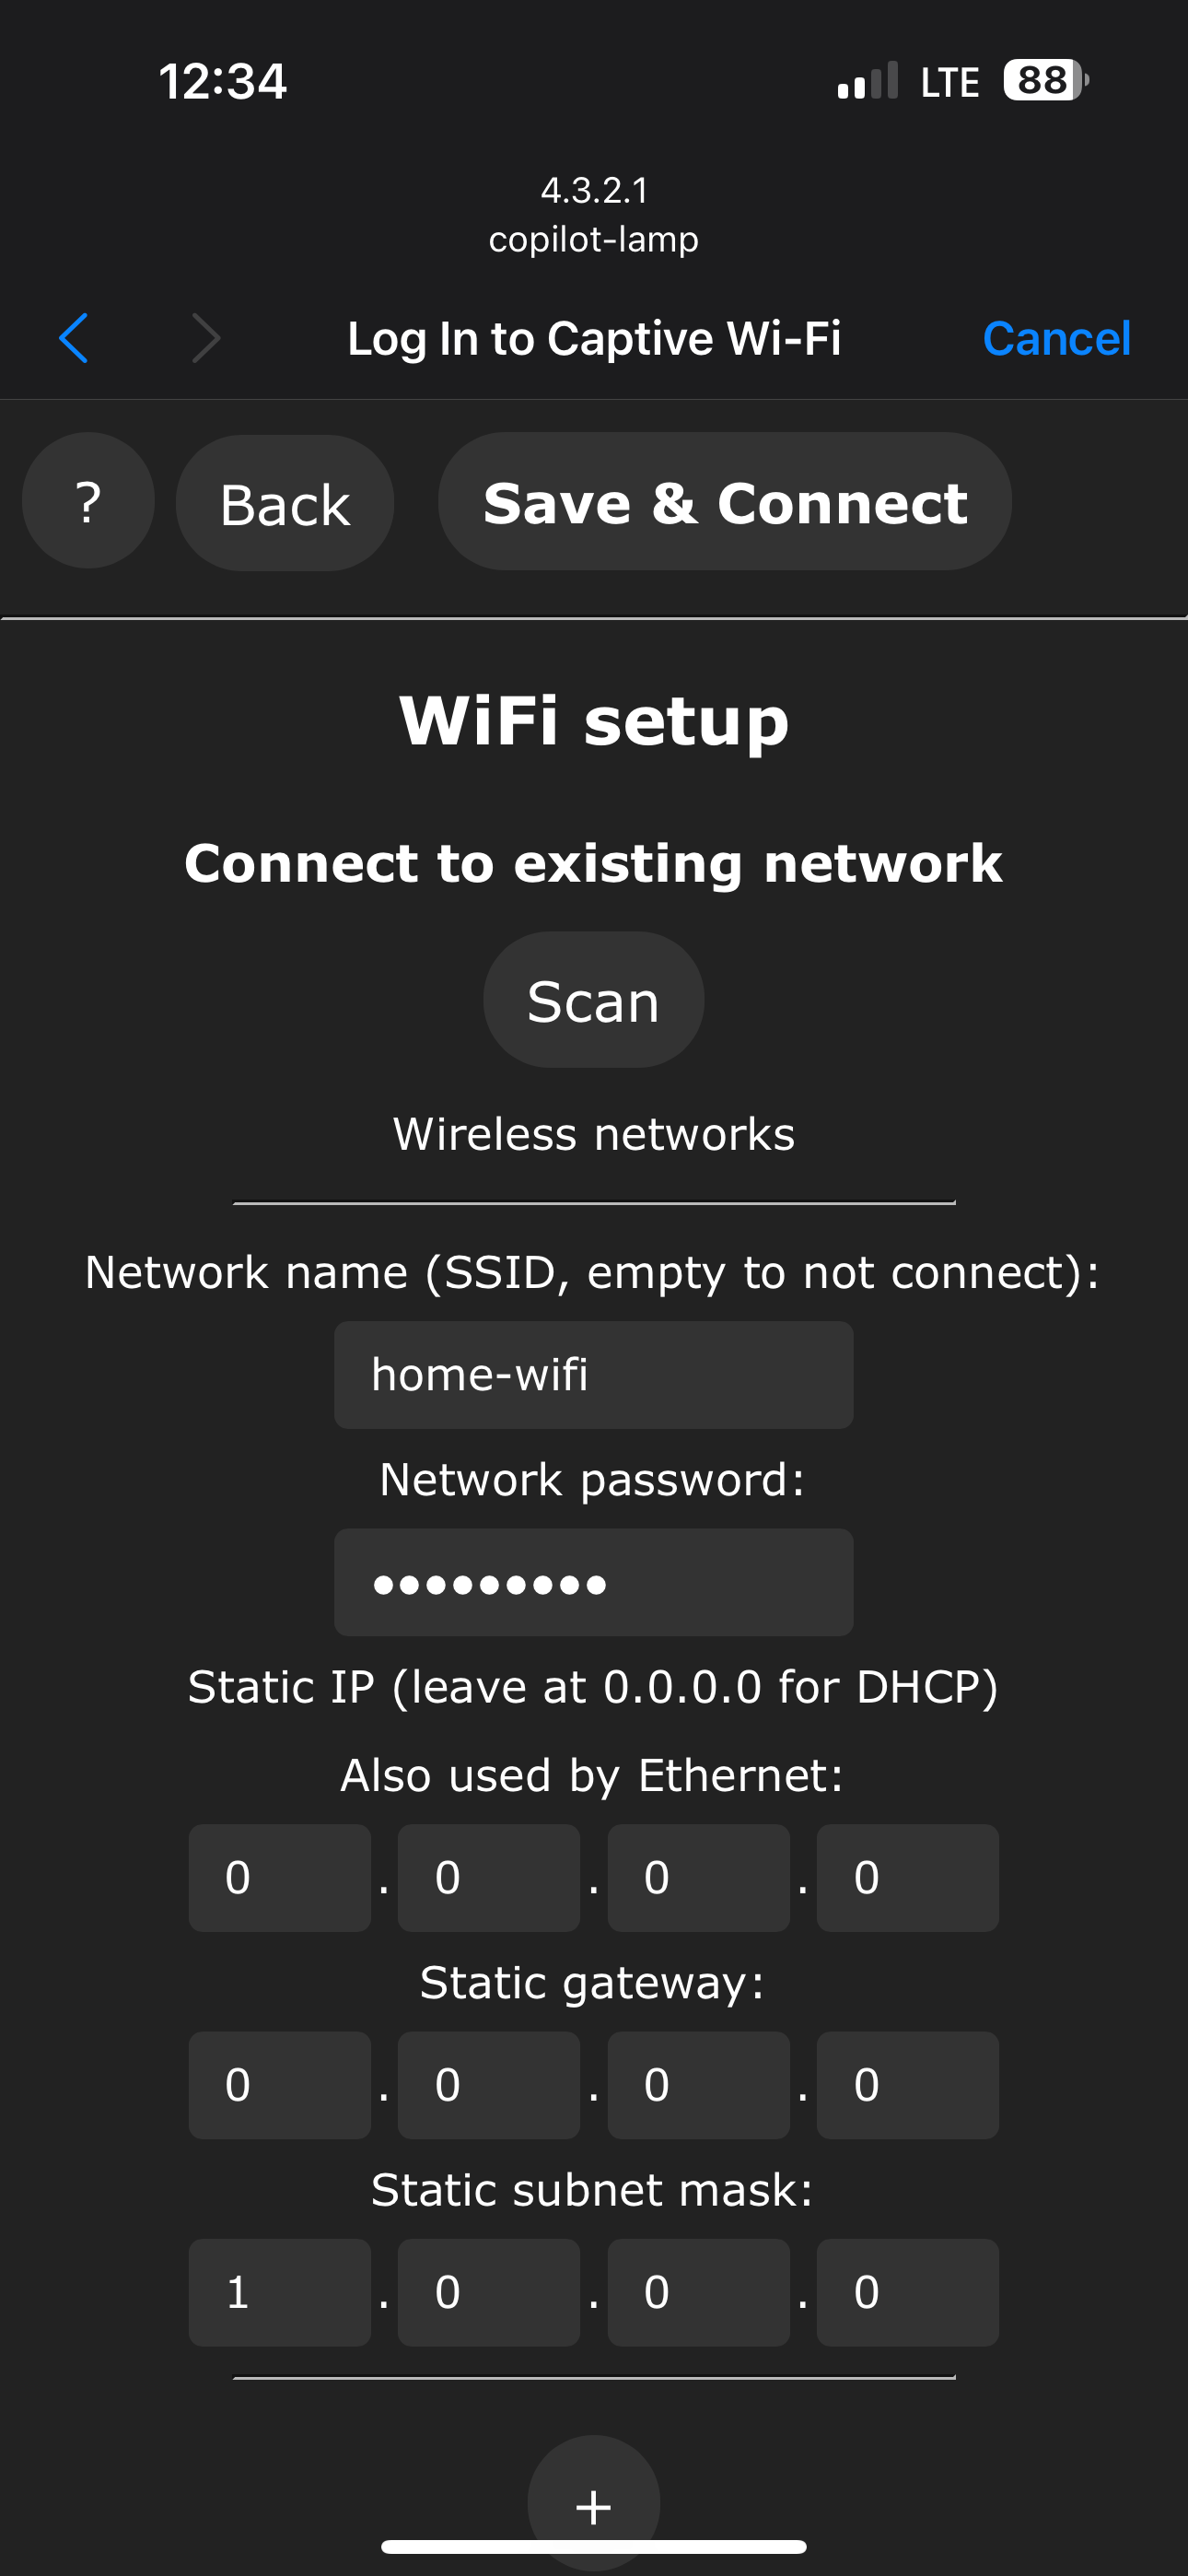 12:34
LTE 88
4.3.2.1
copilot-lamp
Log In to Captive Wi-Fi
Cancel
?
Back
Save & Connect
WiFi setup
Connect to existing network
Scan
Wireless networks
Network name (SSID, empty to not connect):
home-wifi
Network password:
•••••••••
Static IP (leave at 0.0.0.0 for DHCP)
Also used by Ethernet:
0 . 0 . 0 . 0
Static gateway:
0 . 0 . 0 . 0
Static subnet mask:
1 . 0 . 0 . 0
+